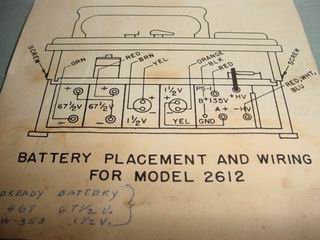 SCREW
GRN
RED
BRN
YEL
ORANGE
BLK
RED
SCREW
RED, WHT,
BLU
+ + 1½V PS-1 +HV
67½V 67½V B+ 135V
- - 1½V YEL GND A+ -HV
BATTERY PLACEMENT AND WIRING
FOR MODEL 2612
BATTERY
467 67½ V.
W-353 1½ V.